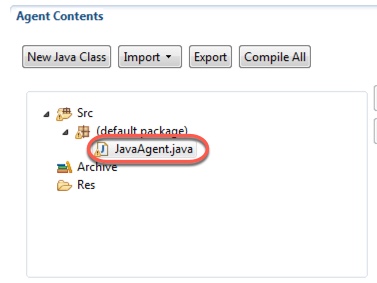 Agent Contents
New Java Class Import Export Compile All
Src
(default package)
JavaAgent.java
Archive
Res